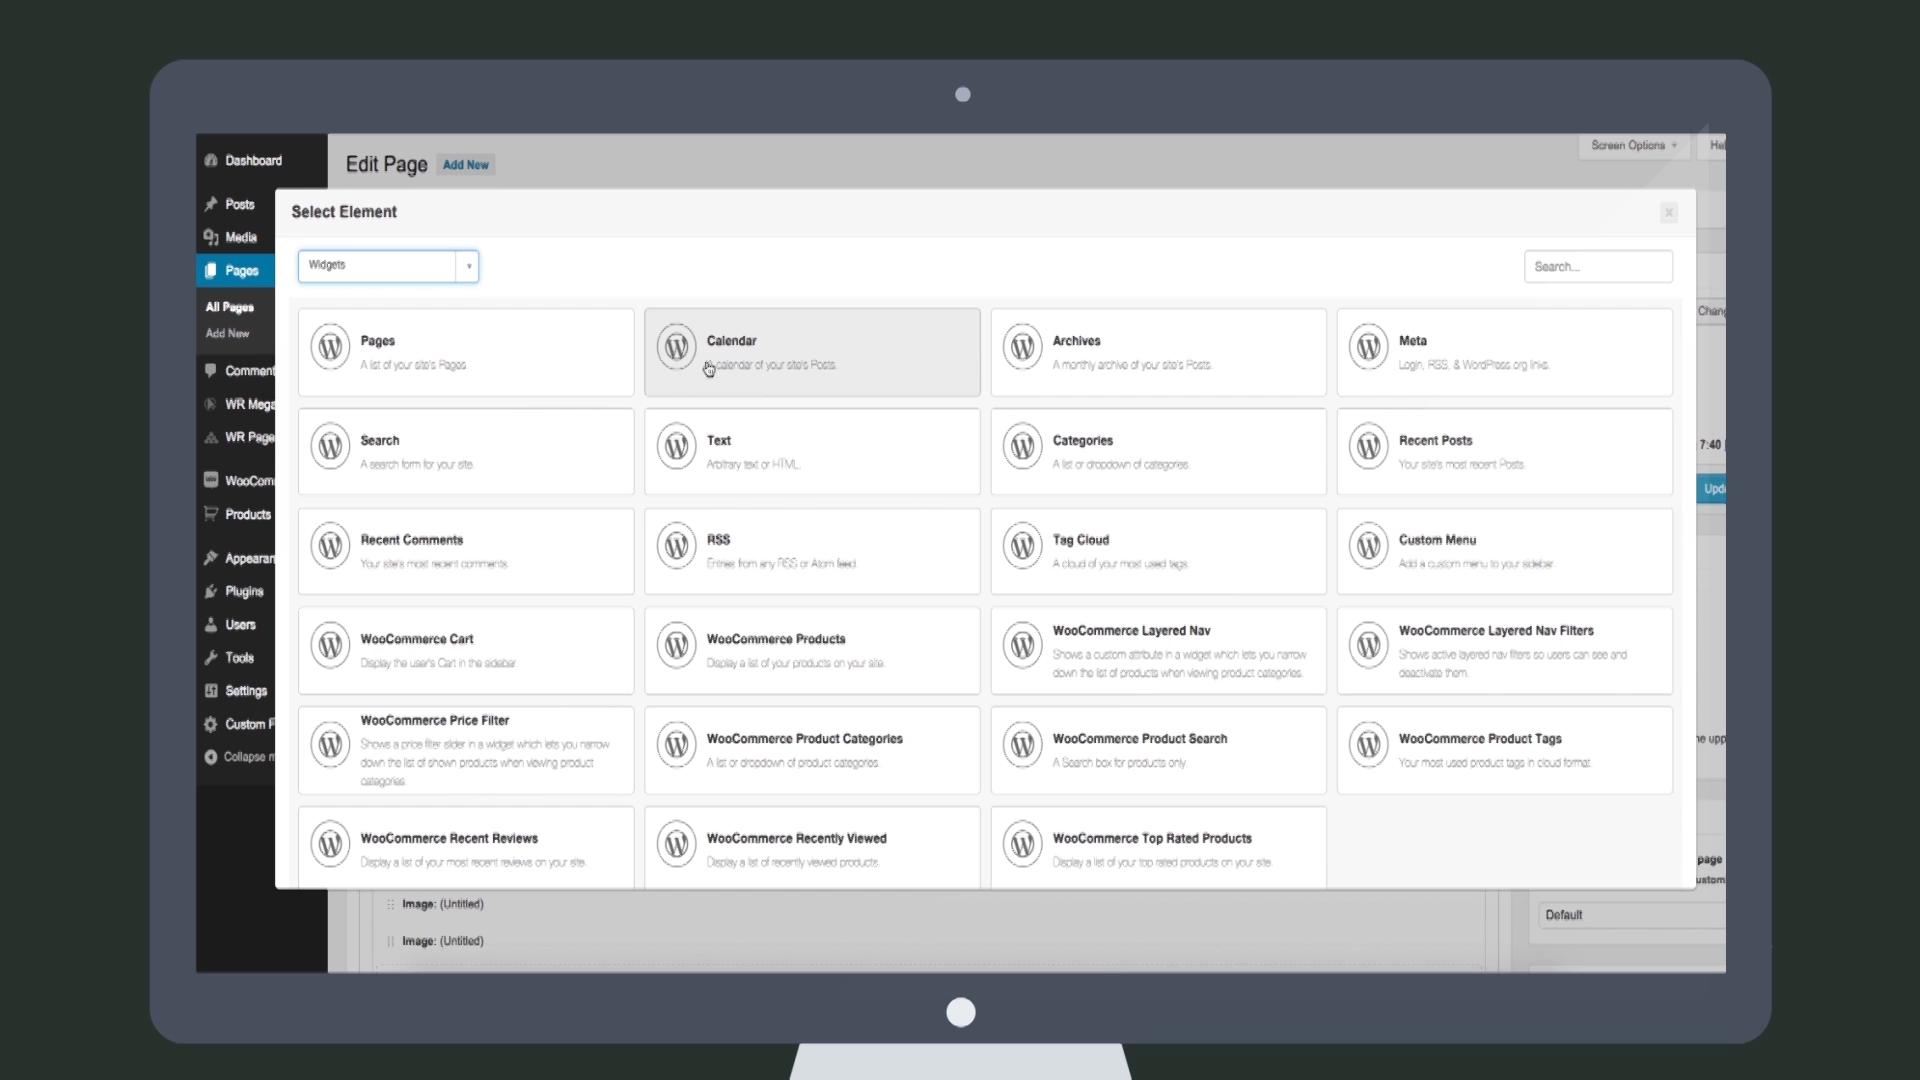 Dashboard
Edit Page
Add New
Screen Options
Posts
Media
Pages
All Pages
Add New
WooCom
Products
Plugins
Users
Tools
Settings
Custom
Collapse
Select Element
x
Widgets
Search...
Pages
A list of your site's Pages.
Calendar
A calendar of your site's Posts.
Archives
A monthly archive of your site's Posts.
Meta
Login, RSS, & WordPress.org links.
Search
A search form for your site.
Text
Arbitrary text or HTML.
Categories
A list or dropdown of categories.
Recent Posts
Your site's most recent Posts.
Recent Comments
Your site's most recent comments.
RSS
Entries from any RSS or Atom feed.
Tag Cloud
A cloud of your most used tags.
Custom Menu
Add a custom menu to your sidebar.
WooCommerce Cart
Display the user's Cart in the sidebar.
WooCommerce Products
Display a list of your products on your site.
WooCommerce Layered Nav
Shows a custom attribute in a widget which lets you narrow
down the list of products when viewing product categories.
WooCommerce Layered Nav Filters
Shows active layered nav filters so users can see and
deactivate them.
WooCommerce Price Filter
Shows a price filter slider in a widget which lets you narrow
down the list of shown products when viewing product
categories.
WooCommerce Product Categories
A list or dropdown of product categories.
WooCommerce Product Search
A Search box for products only.
WooCommerce Product Tags
Your most used product tags in cloud format.
WooCommerce Recent Reviews
Display a list of your most recent reviews on your site.
WooCommerce Recently Viewed
Display a list of recently viewed products.
WooCommerce Top Rated Products
Display a list of your top rated products on your site.
Comment
WR Mega
WR Page
Appearan
7:40
page
Image: (Untitled)
Image: (Untitled)
Default